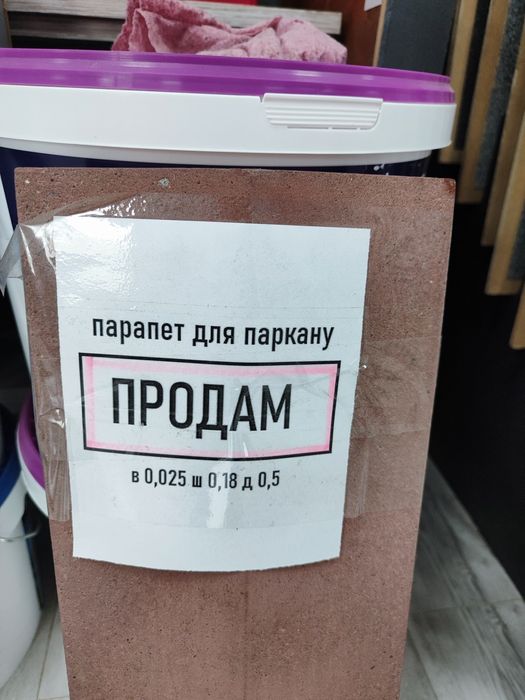 парапет для паркану
ПРОДАМ
в 0,025 ш 0,18 д 0,5